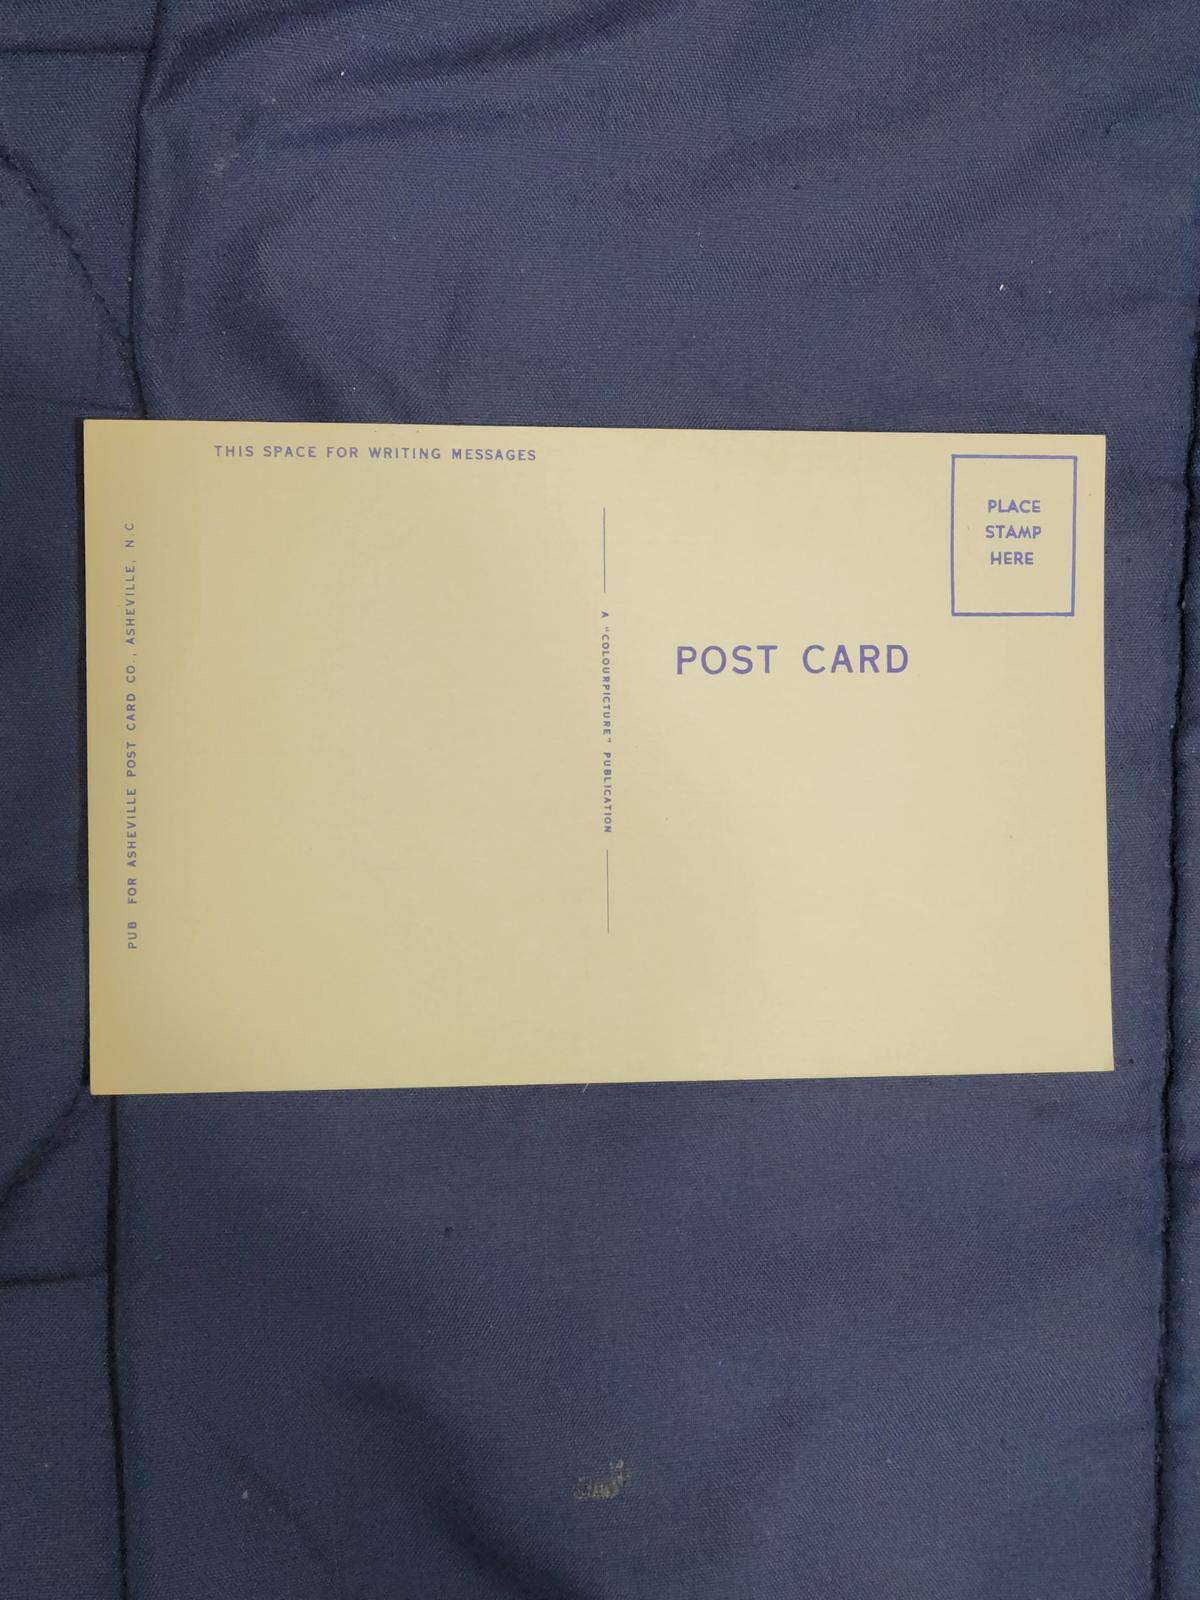 THIS SPACE FOR WRITING MESSAGES
PUB FOR ASHEVILLE POST CARD CO., ASHEVILLE, N.C
A "COLOURPICTURE" PUBLICATION
PLACE
STAMP
HERE
POST CARD